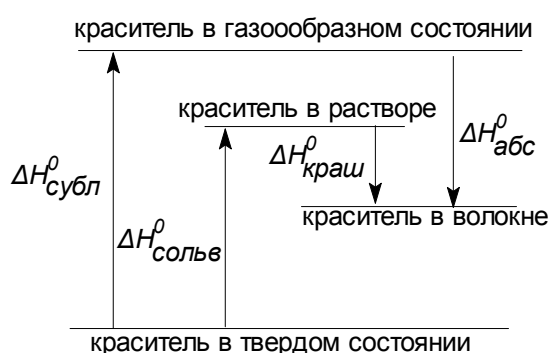 краситель в газоообразном состоянии
краситель в растворе
ΔH⁰абс
ΔH⁰краш
ΔH⁰субл
краситель в волокне
ΔH⁰сольв
краситель в твердом состоянии